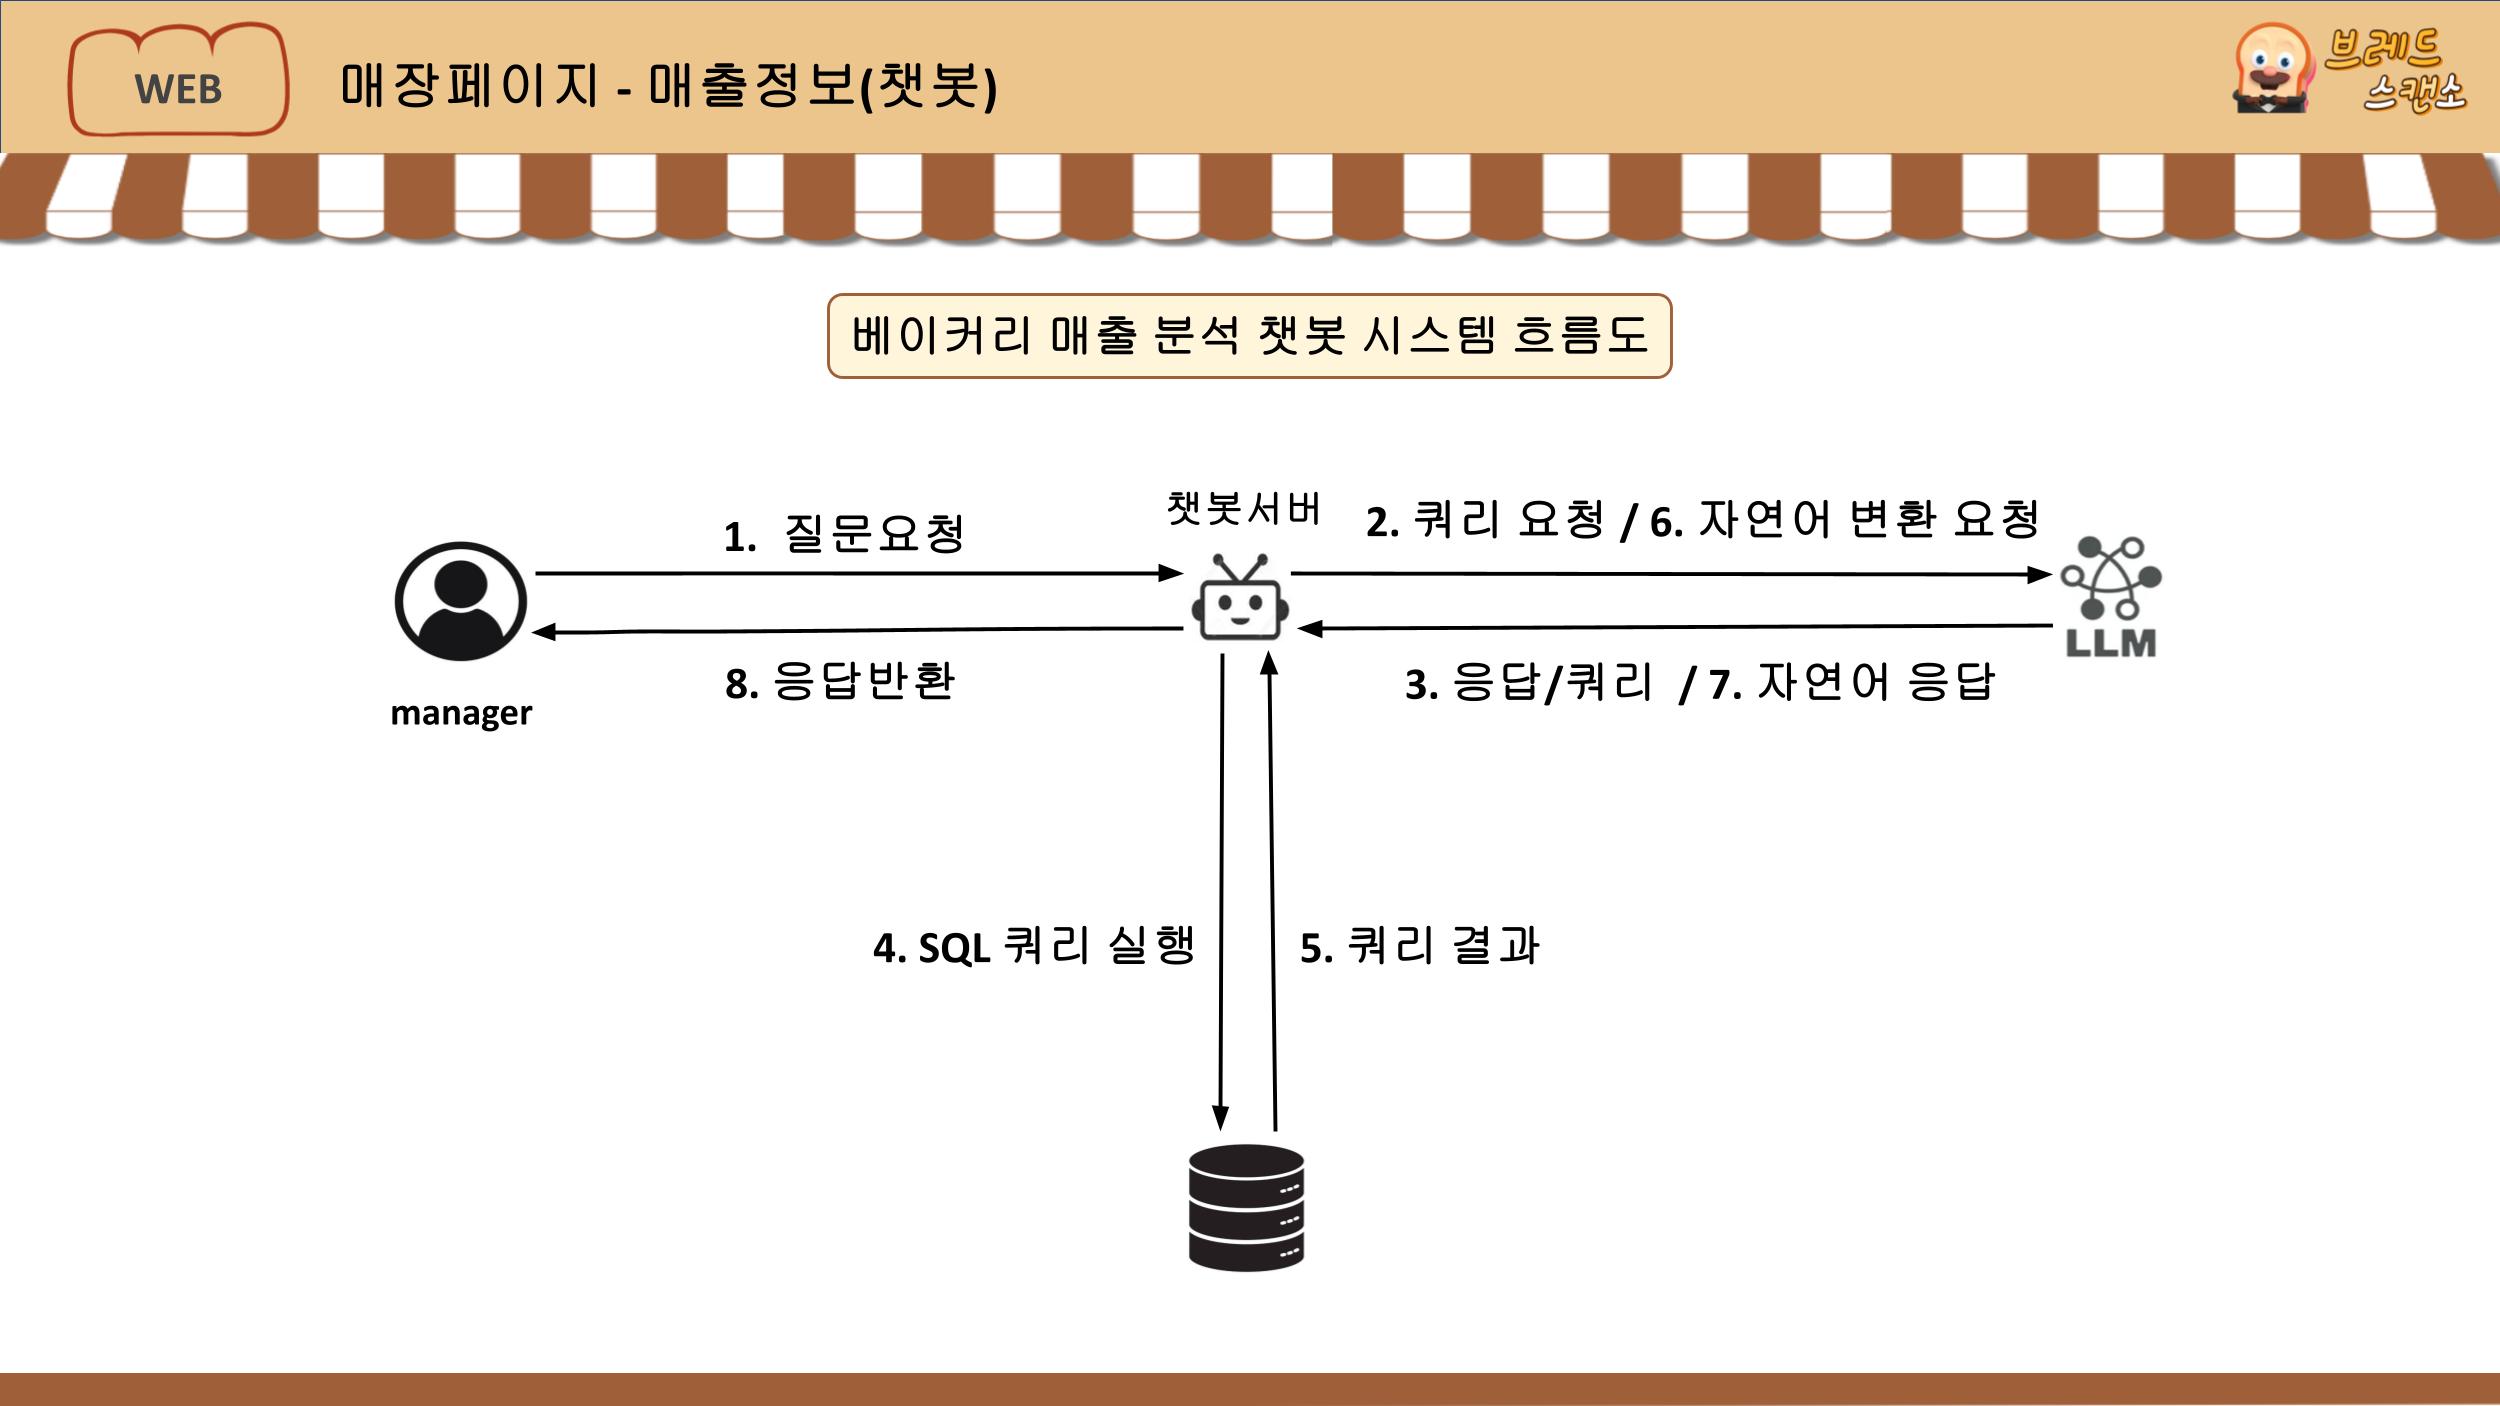 WEB
매장페이지 - 매출정보(챗봇)
브레드
스캔소
베이커리 매출 분석 챗봇 시스템 흐름도
챗봇서버
1. 질문요청
2. 쿼리 요청 / 6. 자연어 변환 요청
LLM
8. 응답반환
3. 응답/쿼리 / 7. 자연어 응답
manager
4. SQL 쿼리 실행
5. 쿼리 결과